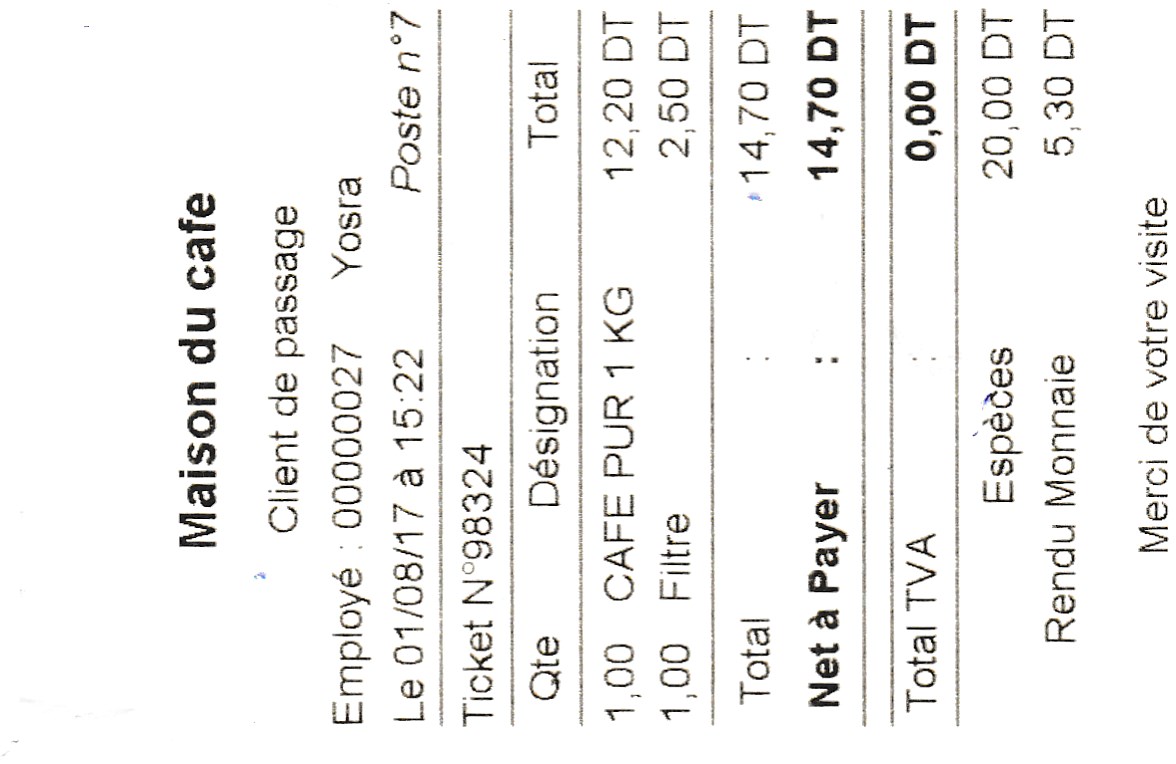 Maison du cafe
Client de passage
Employé : 00000027 Yosra
Le 01/08/17 à 15:22 Poste n°7
Ticket N°98324
Qte Désignation Total
1,00 CAFE PUR 1 KG 12,20 DT
1,00 Filtre 2,50 DT
Total : 14,70 DT
Net à Payer : 14,70 DT
Total TVA : 0,00 DT
Espèces 20,00 DT
Rendu Monnaie 5,30 DT
Merci de votre visite